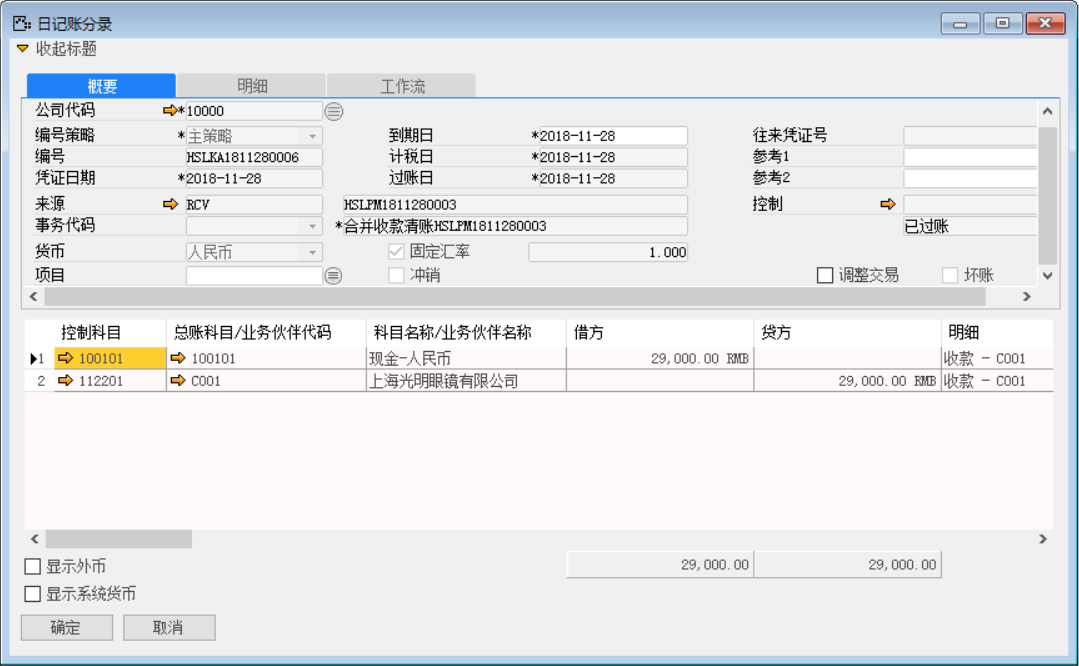 日记账分录
收起标题
概要 明细 工作流
公司代码 *10000
编号策略 *主策略 到期日 *2018-11-28 往来凭证号
编号 HSLKA1811280006 计税日 *2018-11-28 参考1
凭证日期 *2018-11-28 过账日 *2018-11-28 参考2
来源 RCV HSLPM1811280003 控制
事务代码 *合并收款清账HSLPM1811280003 已过账
货币 人民币 固定汇率 1.000
项目 冲销 调整交易 坏账
控制科目 总账科目/业务伙伴代码 科目名称/业务伙伴名称 借方 贷方 明细
1 100101 100101 现金-人民币 29,000.00 RMB 收款 - C001
2 112201 C001 上海光明眼镜有限公司 29,000.00 RMB 收款 - C001
显示外币 29,000.00 29,000.00
显示系统货币
确定 取消